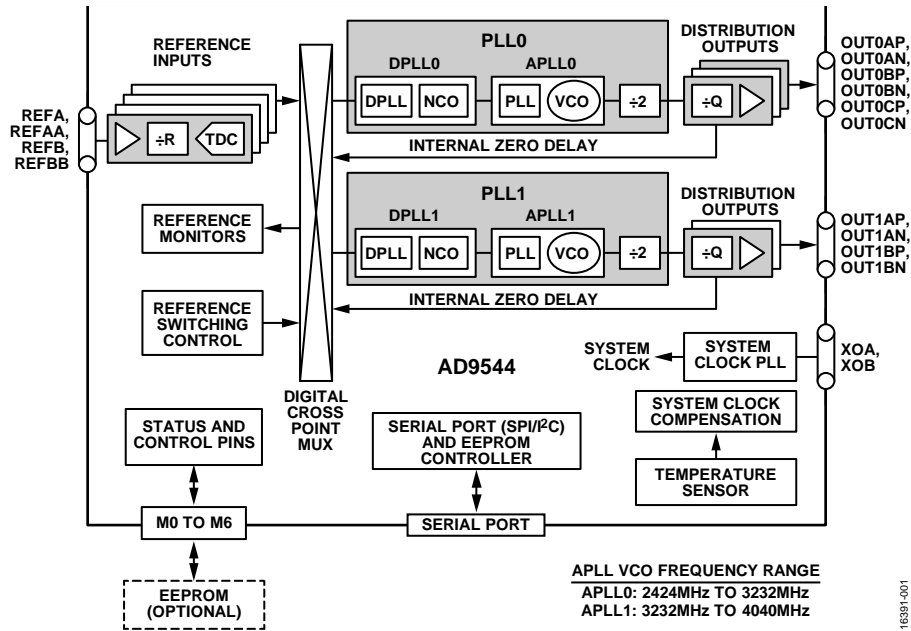 REFERENCE
INPUTS
REFA,
REFAA,
REFB,
REFBB
÷R
TDC
PLL0
DPLL0
APLL0
DPLL
NCO
PLL
VCO
÷2
DISTRIBUTION
OUTPUTS
÷Q
OUT0AP,
OUT0AN,
OUT0BP,
OUT0BN,
OUT0CP,
OUT0CN
INTERNAL ZERO DELAY
PLL1
DPLL1
APLL1
DPLL
NCO
PLL
VCO
÷2
DISTRIBUTION
OUTPUTS
÷Q
OUT1AP,
OUT1AN,
OUT1BP,
OUT1BN
INTERNAL ZERO DELAY
REFERENCE
MONITORS
REFERENCE
SWITCHING
CONTROL
DIGITAL
CROSS
POINT
MUX
AD9544
SYSTEM
CLOCK
SYSTEM
CLOCK PLL
XOA,
XOB
SYSTEM CLOCK
COMPENSATION
TEMPERATURE
SENSOR
STATUS AND
CONTROL PINS
SERIAL PORT (SPI/I²C)
AND EEPROM
CONTROLLER
M0 TO M6
SERIAL PORT
EEPROM
(OPTIONAL)
APLL VCO FREQUENCY RANGE
APLL0: 2424MHz TO 3232MHz
APLL1: 3232MHz TO 4040MHz
16391-001